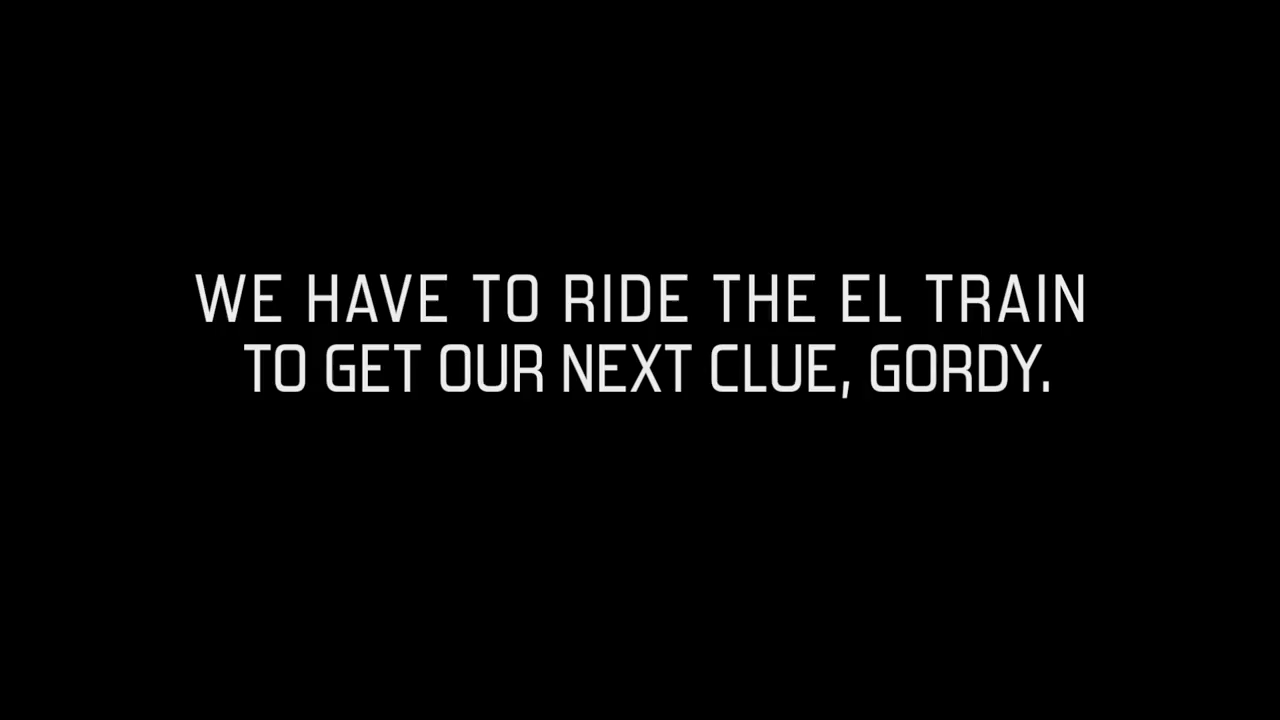 WE HAVE TO RIDE THE EL TRAIN
TO GET OUR NEXT CLUE, GORDY.